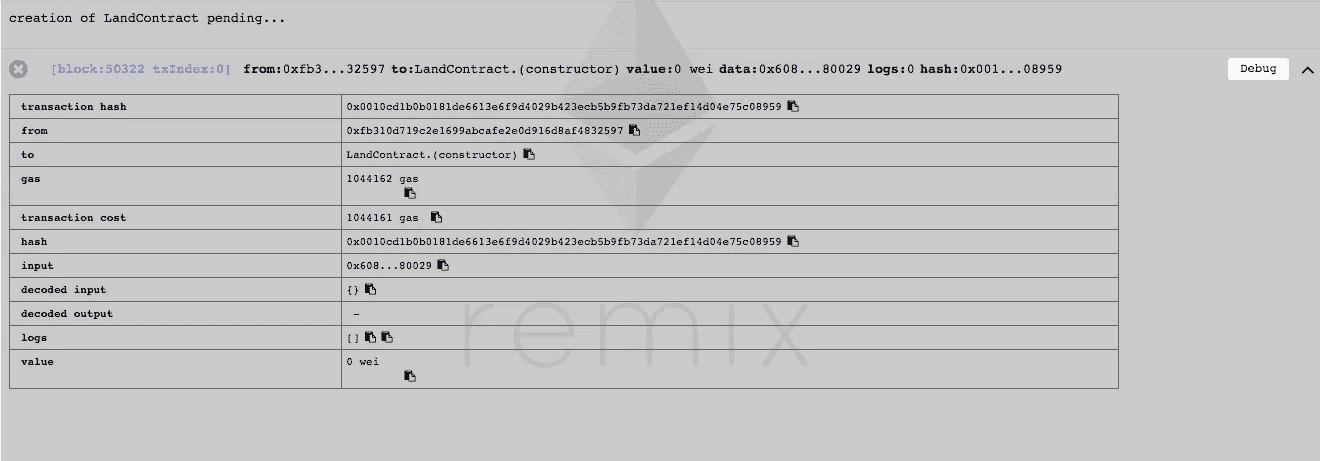 creation of LandContract pending...
[block:50322 txIndex:0] from:0xfb3...32597 to:LandContract.(constructor) value:0 wei data:0x608...80029 logs:0 hash:0x001...08959 Debug
transaction hash 0x0010cd1b0b0181de6613e6f9d4029b423ecb5b9fb73da721ef14d04e75c08959
from 0xfb310d719c2e1699abcafe2e0d916d8af4832597
to LandContract.(constructor)
gas 1044162 gas
transaction cost 1044161 gas
hash 0x0010cd1b0b0181de6613e6f9d4029b423ecb5b9fb73da721ef14d04e75c08959
input 0x608...80029
decoded input {}
decoded output -
logs []
value 0 wei
remix